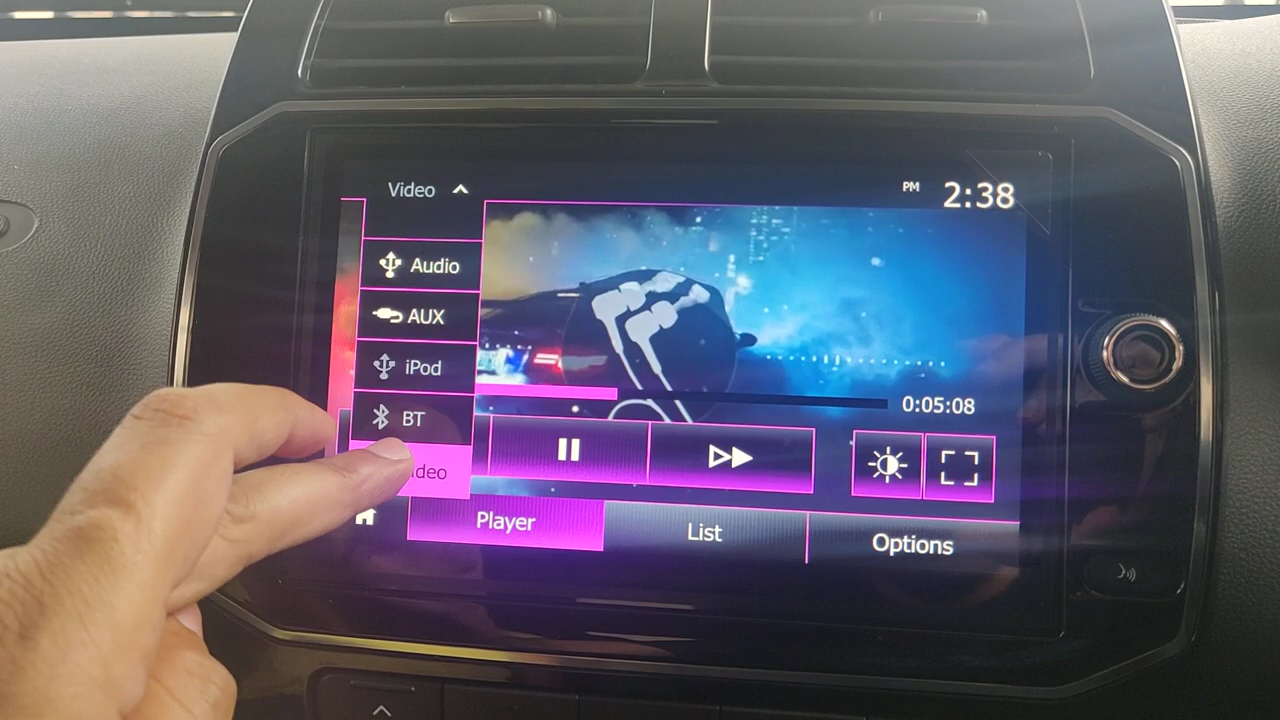 Video
PM 2:38
Audio
AUX
iPod
BT
0:05:08
ideo
Player
List
Options